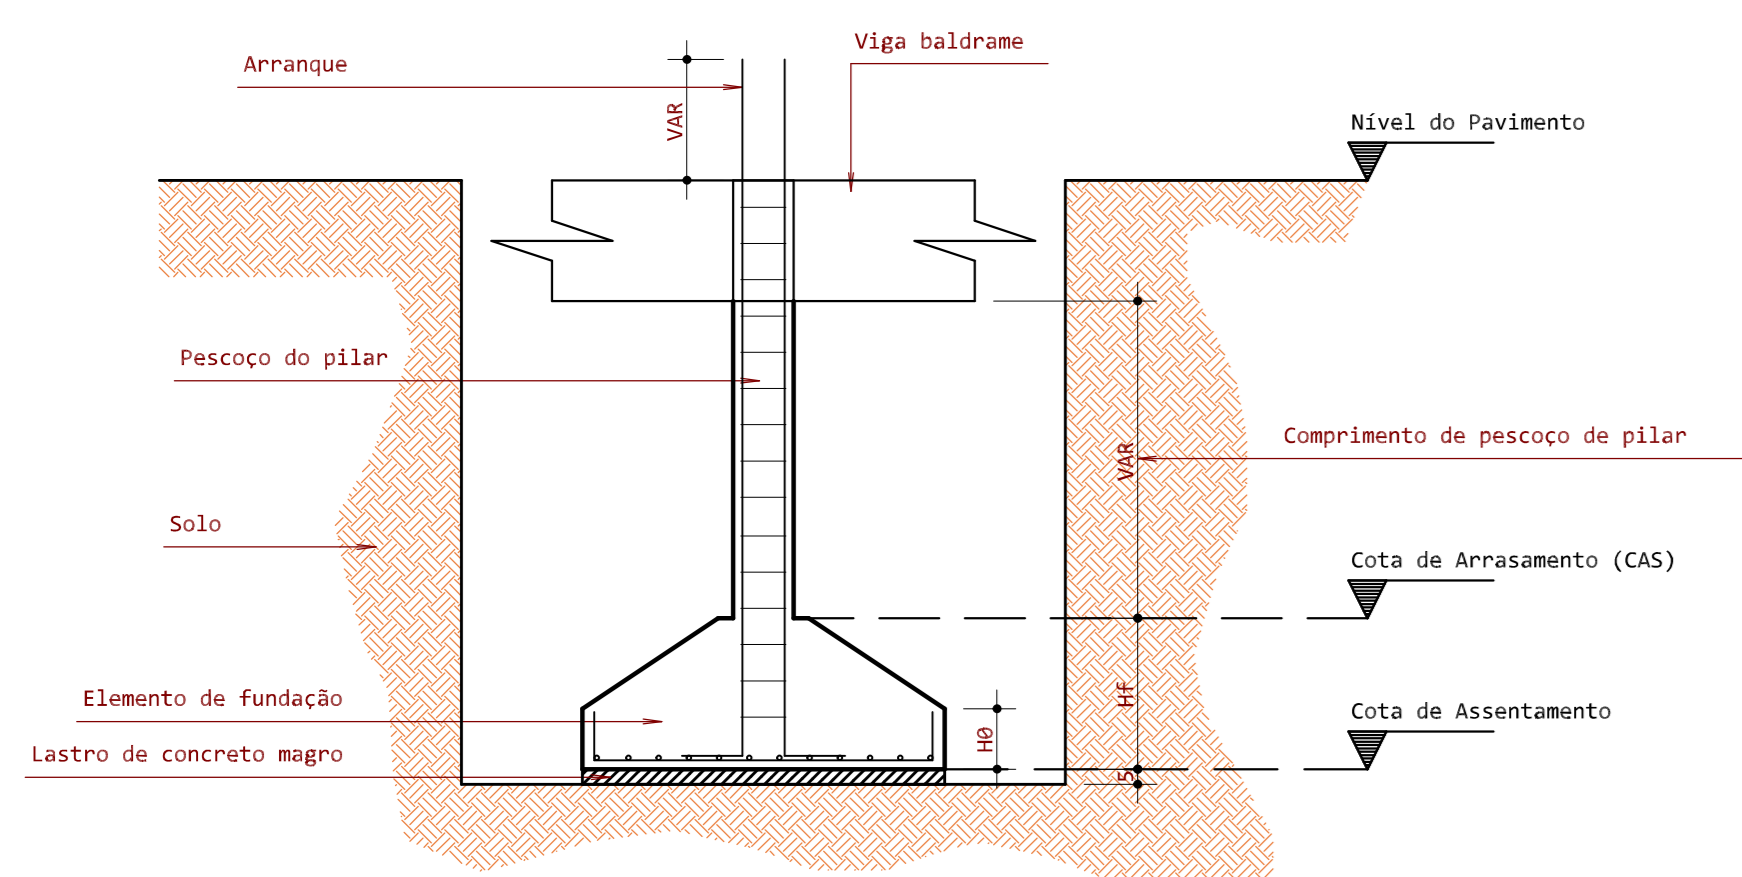 Viga baldrame
Arranque
VAR
Nível do Pavimento
Pescoço do pilar
Comprimento de pescoço de pilar
VAR
Solo
Cota de Arrasamento (CAS)
Elemento de fundação
Hf
Cota de Assentamento
H0
Lastro de concreto magro
5